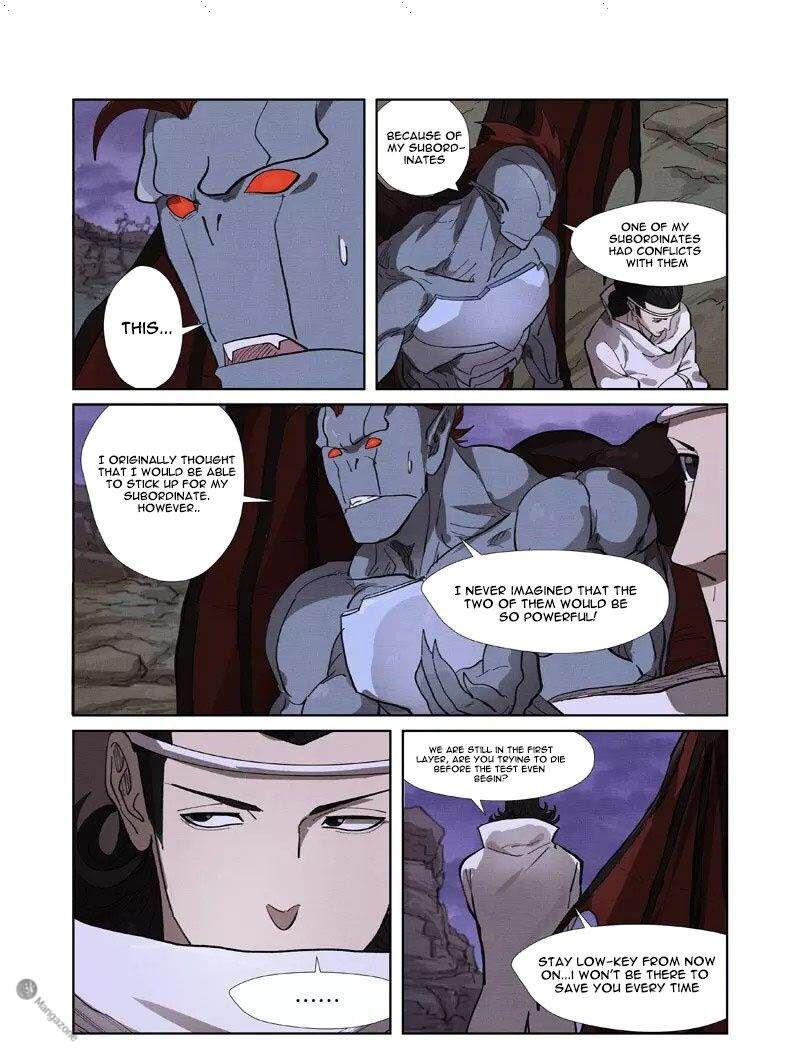 THIS...
BECAUSE OF
MY SUBORD-
INATES
ONE OF MY
SUBORDINATES
HAD CONFLICTS
WITH THEM
I ORIGINALLY THOUGHT
THAT I WOULD BE ABLE
TO STICK UP FOR MY
SUBORDINATE.
HOWEVER..
I NEVER IMAGINED THAT THE
TWO OF THEM WOULD BE
SO POWERFUL!
......
WE ARE STILL IN THE FIRST
LAYER, ARE YOU TRYING TO DIE
BEFORE THE TEST EVEN
BEGIN?
STAY LOW-KEY FROM NOW
ON...I WON'T BE THERE TO
SAVE YOU EVERY TIME
Mangazone